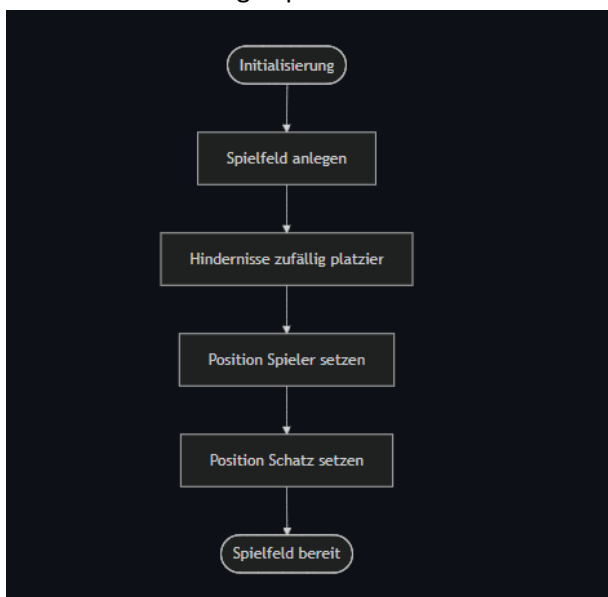 Initialisierung
Spielfeld anlegen
Hindernisse zufällig platzier
Position Spieler setzen
Position Schatz setzen
Spielfeld bereit